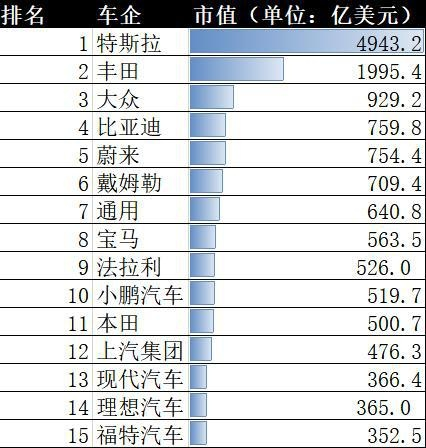 排名 车企 市值（单位：亿美元）
1 特斯拉 4943.2
2 丰田 1995.4
3 大众 929.2
4 比亚迪 759.8
5 蔚来 754.4
6 戴姆勒 709.4
7 通用 640.8
8 宝马 563.5
9 法拉利 526.0
10 小鹏汽车 519.7
11 本田 500.7
12 上汽集团 476.3
13 现代汽车 366.4
14 理想汽车 365.0
15 福特汽车 352.5